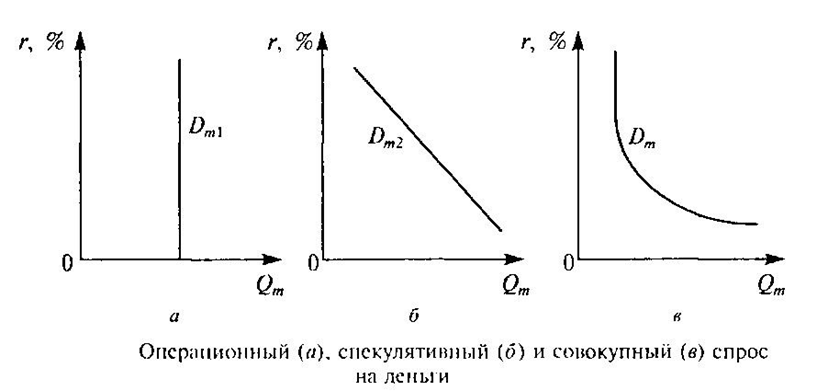 r, % r, % r, %
D_m1 D_m2 D_m
0 0 0
Q_m Q_m Q_m
а б в
Операционный (а), спекулятивный (б) и совокупный (в) спрос
на деньги